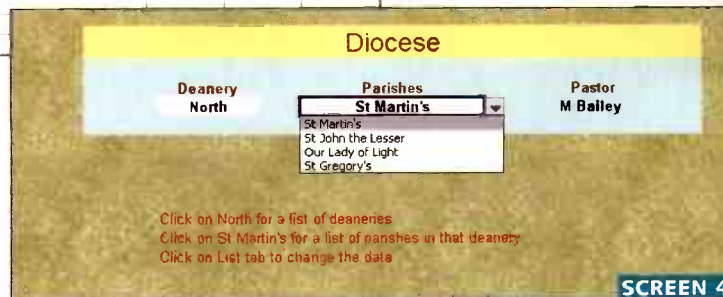 Diocese
Deanery Parishes Pastor
North St Martin's M Bailey
St Martin's
St John the Lesser
Our Lady of Light
St Gregory's
Click on North for a list of deaneries
Click on St Martin's for a list of parishes in that deanery
Click on List tab to change the data
SCREEN 4